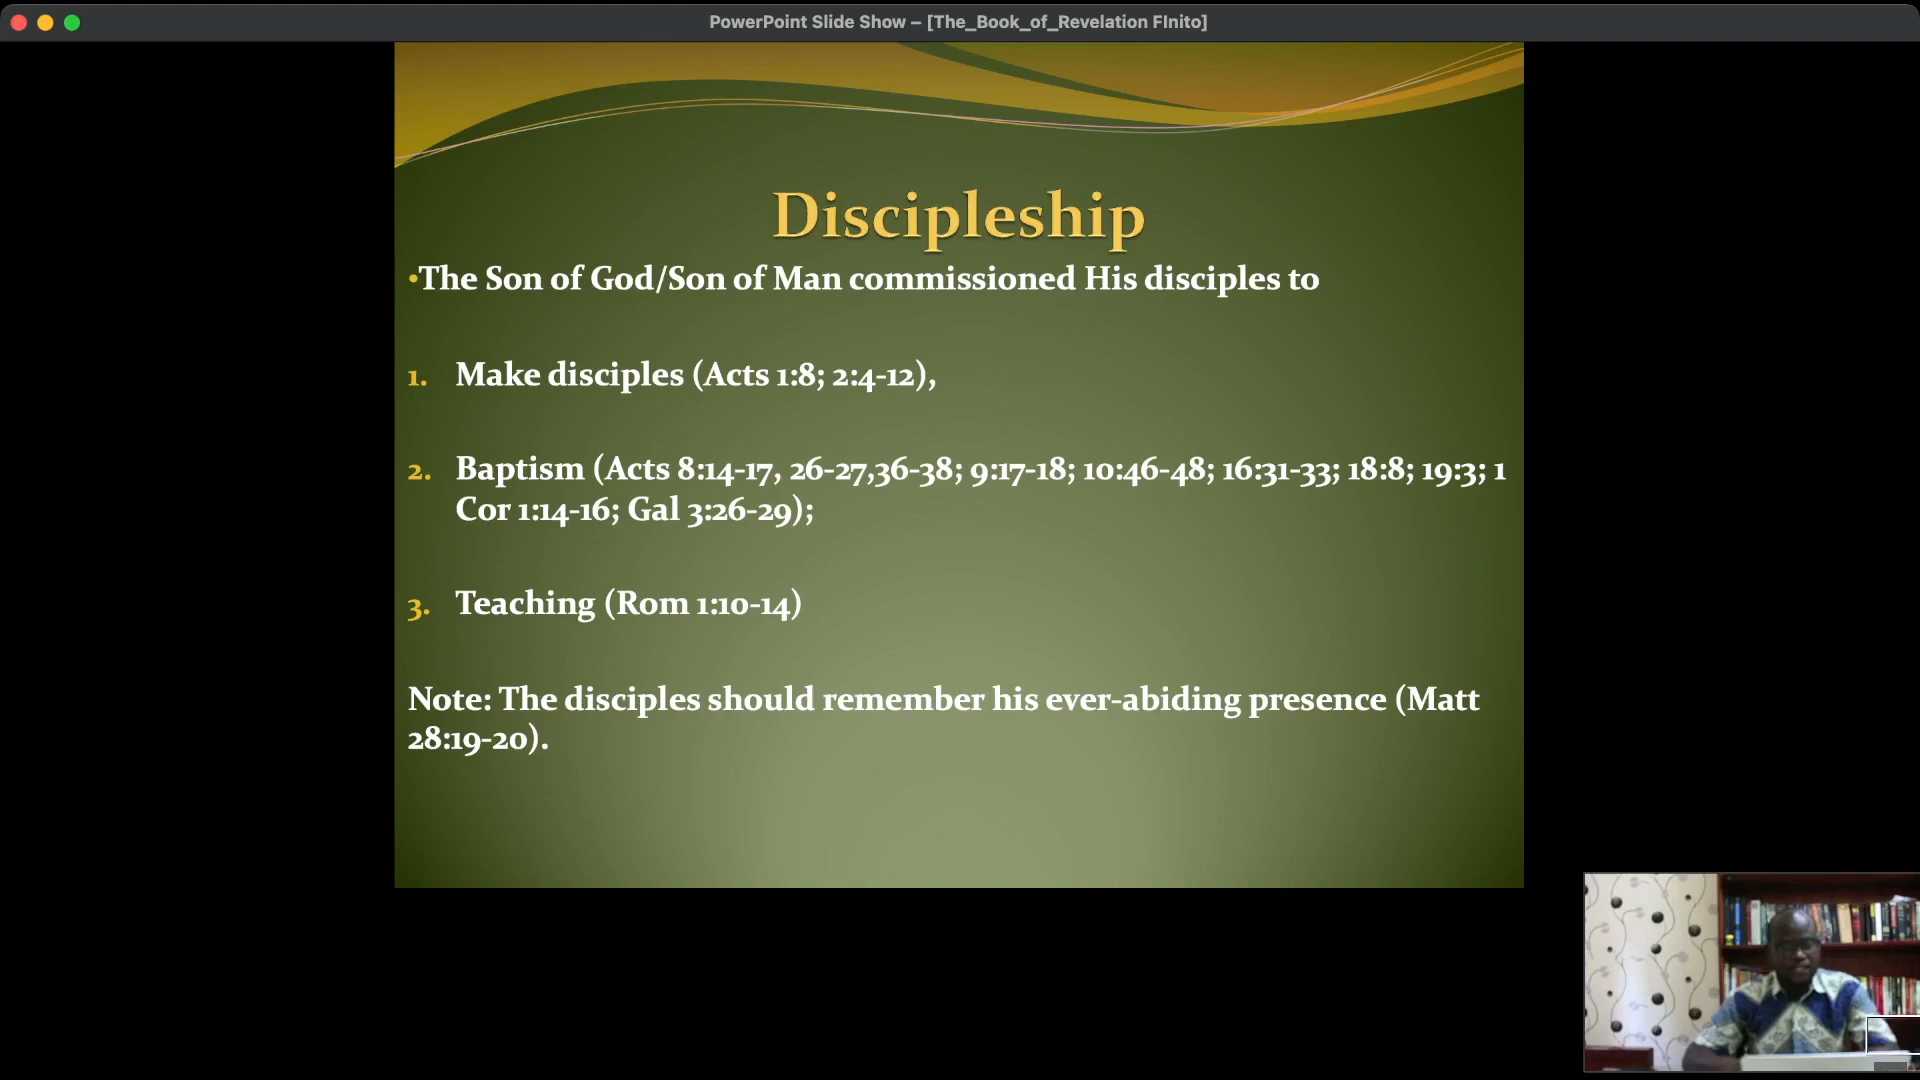 PowerPoint Slide Show – [The_Book_of_Revelation FInito]
Discipleship
•The Son of God/Son of Man commissioned His disciples to
1. Make disciples (Acts 1:8; 2:4-12),
2. Baptism (Acts 8:14-17, 26-27,36-38; 9:17-18; 10:46-48; 16:31-33; 18:8; 19:3; 1
Cor 1:14-16; Gal 3:26-29);
3. Teaching (Rom 1:10-14)
Note: The disciples should remember his ever-abiding presence (Matt
28:19-20).